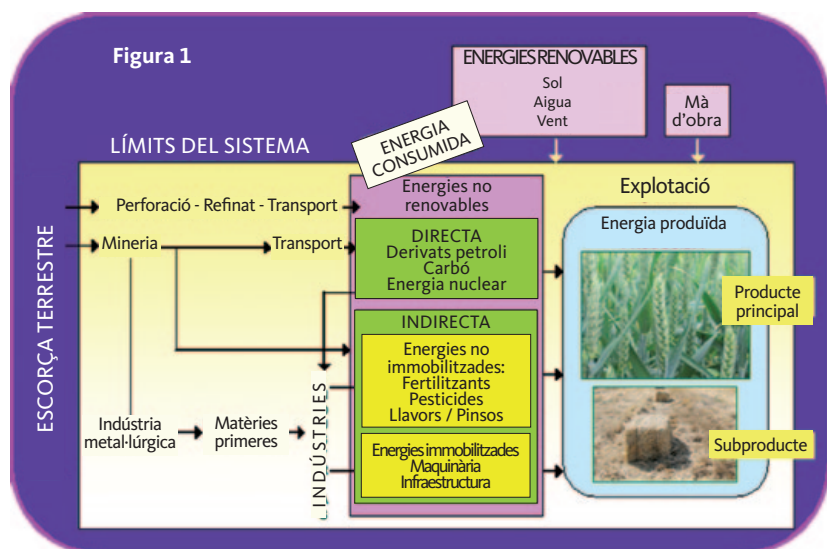 Figura 1
ENERGIES RENOVABLES
Sol
Aigua
Vent
Mà
d'obra
LÍMITS DEL SISTEMA
ENERGIA
CONSUMIDA
ESCORÇA TERRESTRE
Perforació - Refinat - Transport
Mineria
Transport
Indústria
metal·lúrgica
Matèries
primeres
INDÚSTRIES
Energies no
renovables
DIRECTA
Derivats petroli
Carbó
Energia nuclear
INDIRECTA
Energies no
immobilitzades:
Fertilitzants
Pesticides
Llavors / Pinsos
Energies immobilitzades
Maquinària
Infraestructura
Explotació
Energia produïda
Producte
principal
Subproducte